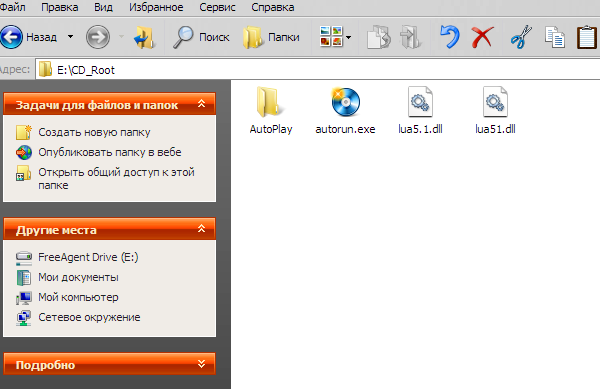 Файл Правка Вид Избранное Сервис Справка
Назад Поиск Папки
Адрес: E:\CD_Root
Задачи для файлов и папок
Создать новую папку
Опубликовать папку в вебе
Открыть общий доступ к этой
папке
Другие места
FreeAgent Drive (E:)
Мои документы
Мой компьютер
Сетевое окружение
Подробно
AutoPlay autorun.exe lua5.1.dll lua51.dll